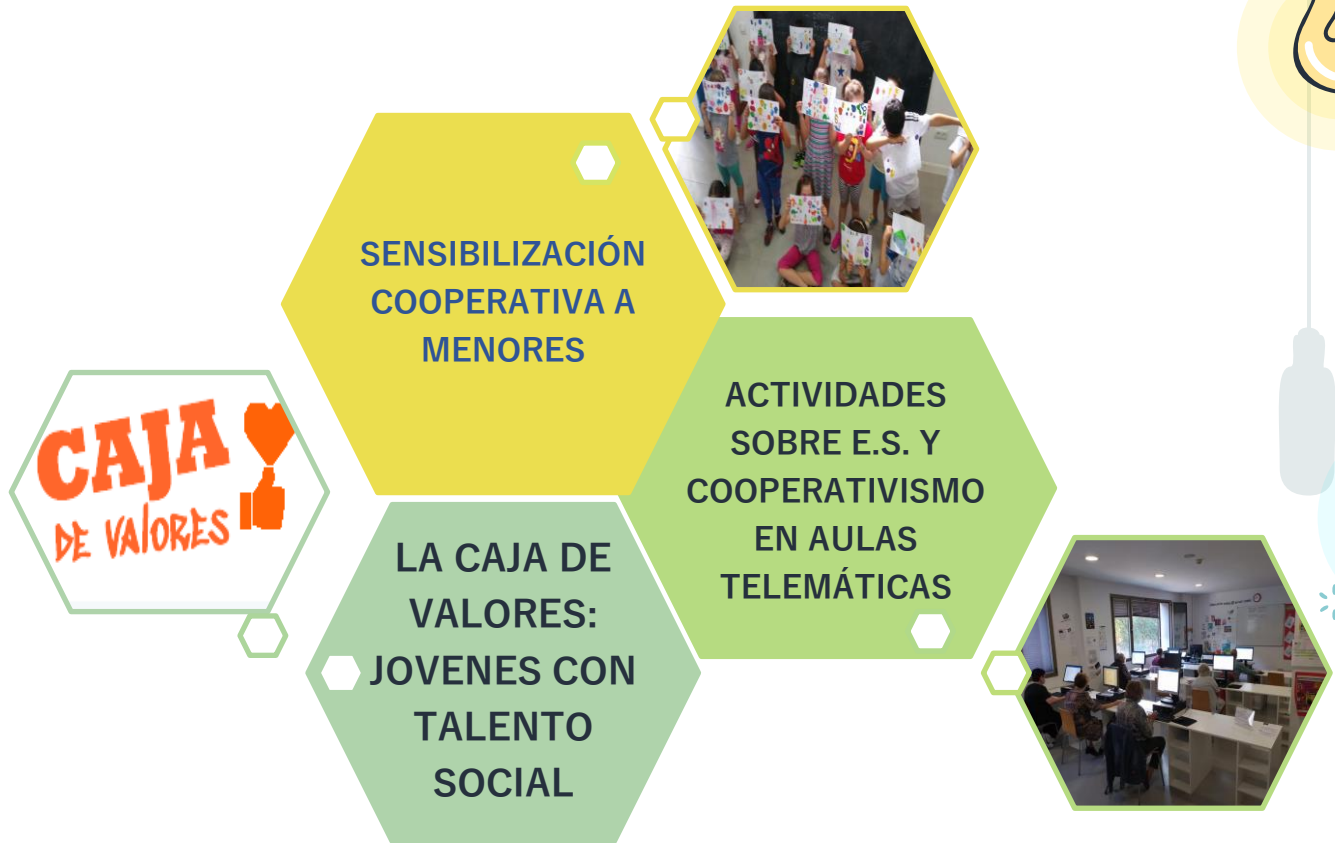 SENSIBILIZACIÓN
COOPERATIVA A
MENORES
ACTIVIDADES
SOBRE E.S. Y
COOPERATIVISMO
EN AULAS
TELEMÁTICAS
CAJA
DE VALORES
LA CAJA DE
VALORES:
JOVENES CON
TALENTO
SOCIAL